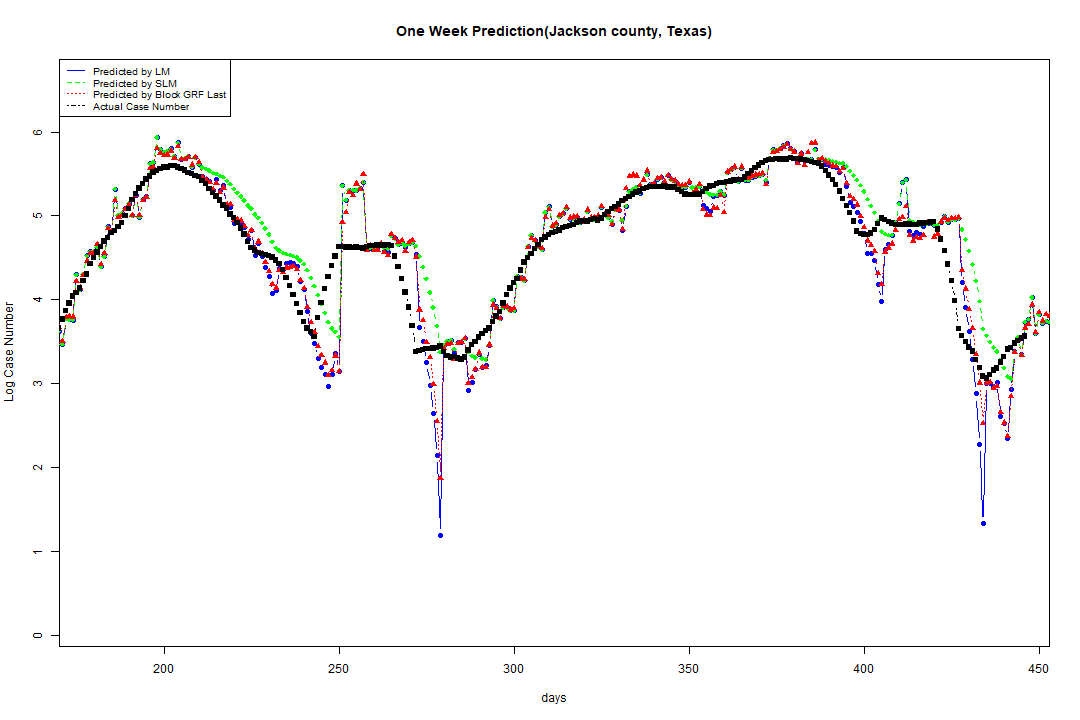 One Week Prediction(Jackson county, Texas)
Predicted by LM
Predicted by SLM
Predicted by Block GRF Last
Actual Case Number
Log Case Number
6
5
4
3
2
1
0
200 250 300 350 400 450
days